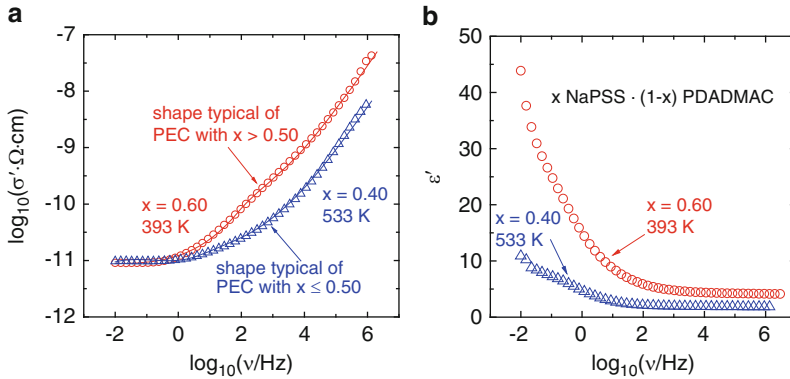 a
-7
-8
-9
-10
-11
-12
log₁₀(σ′·Ω·cm)
shape typical of
PEC with x > 0.50
x = 0.60
393 K
x = 0.40
533 K
shape typical of
PEC with x ≤ 0.50
-2 0 2 4 6
log₁₀(ν/Hz)
b
50
40
30
20
10
0
ε′
x NaPSS · (1-x) PDADMAC
x = 0.40
533 K
x = 0.60
393 K
-2 0 2 4 6
log₁₀(ν/Hz)